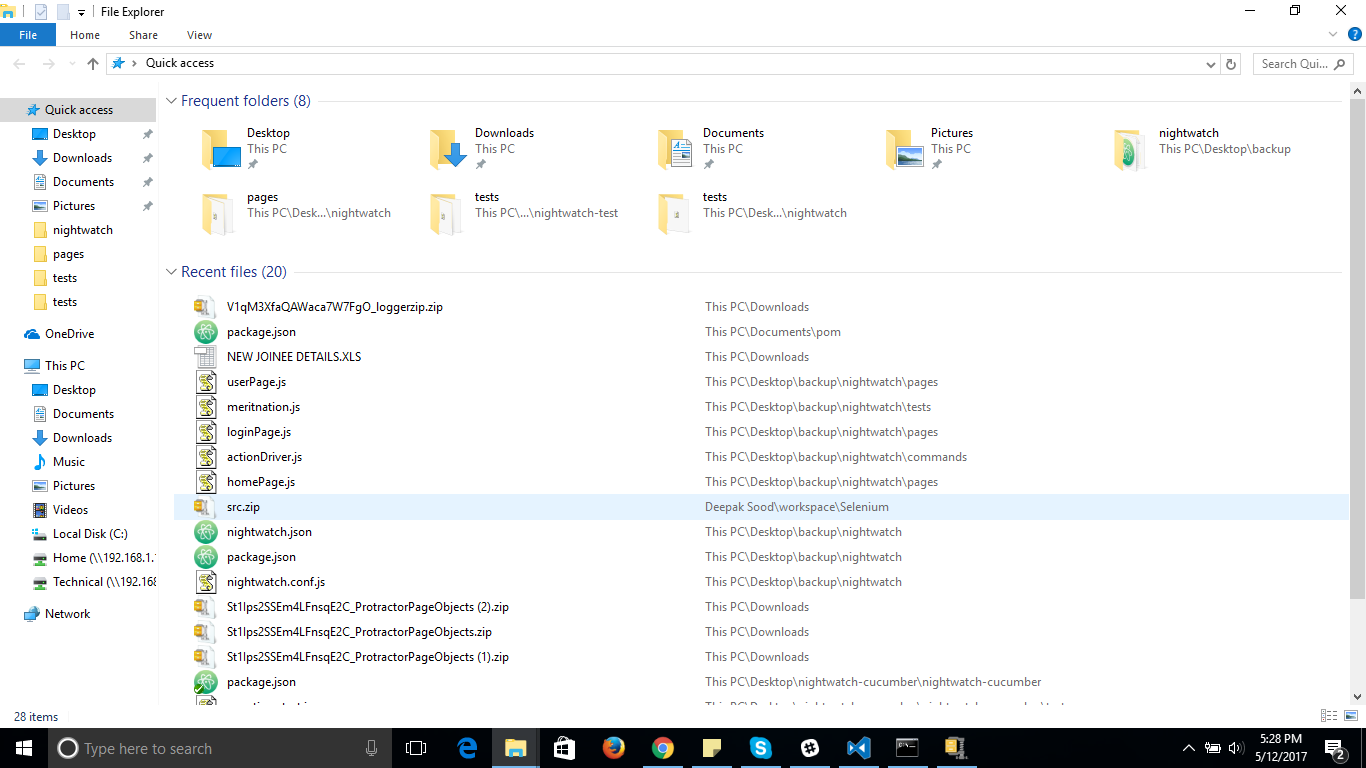 File Explorer
File Home Share View
Quick access
Search Qui...
Quick access
Desktop
Downloads
Documents
Pictures
nightwatch
pages
tests
tests
OneDrive
This PC
Desktop
Documents
Downloads
Music
Pictures
Videos
Local Disk (C:)
Home (\\192.168.1.
Technical (\\192.168
Network
Frequent folders (8)
Desktop
This PC
Downloads
This PC
Documents
This PC
Pictures
This PC
nightwatch
This PC\Desktop\backup
pages
This PC\Desk...\nightwatch
tests
This PC\...\nightwatch-test
tests
This PC\Desk...\nightwatch
Recent files (20)
V1qM3XfaQAWaca7W7FgO_loggerzip.zip This PC\Downloads
package.json This PC\Documents\pom
NEW JOINEE DETAILS.XLS This PC\Downloads
userPage.js This PC\Desktop\backup\nightwatch\pages
meritnation.js This PC\Desktop\backup\nightwatch\tests
loginPage.js This PC\Desktop\backup\nightwatch\pages
actionDriver.js This PC\Desktop\backup\nightwatch\commands
homePage.js This PC\Desktop\backup\nightwatch\pages
src.zip Deepak Sood\workspace\Selenium
nightwatch.json This PC\Desktop\backup\nightwatch
package.json This PC\Desktop\backup\nightwatch
nightwatch.conf.js This PC\Desktop\backup\nightwatch
St1Ips2SSEm4LFnsqE2C_ProtractorPageObjects (2).zip This PC\Downloads
St1Ips2SSEm4LFnsqE2C_ProtractorPageObjects.zip This PC\Downloads
St1Ips2SSEm4LFnsqE2C_ProtractorPageObjects (1).zip This PC\Downloads
package.json This PC\Desktop\nightwatch-cucumber\nightwatch-cucumber
28 items
Type here to search
5:28 PM
5/12/2017
2